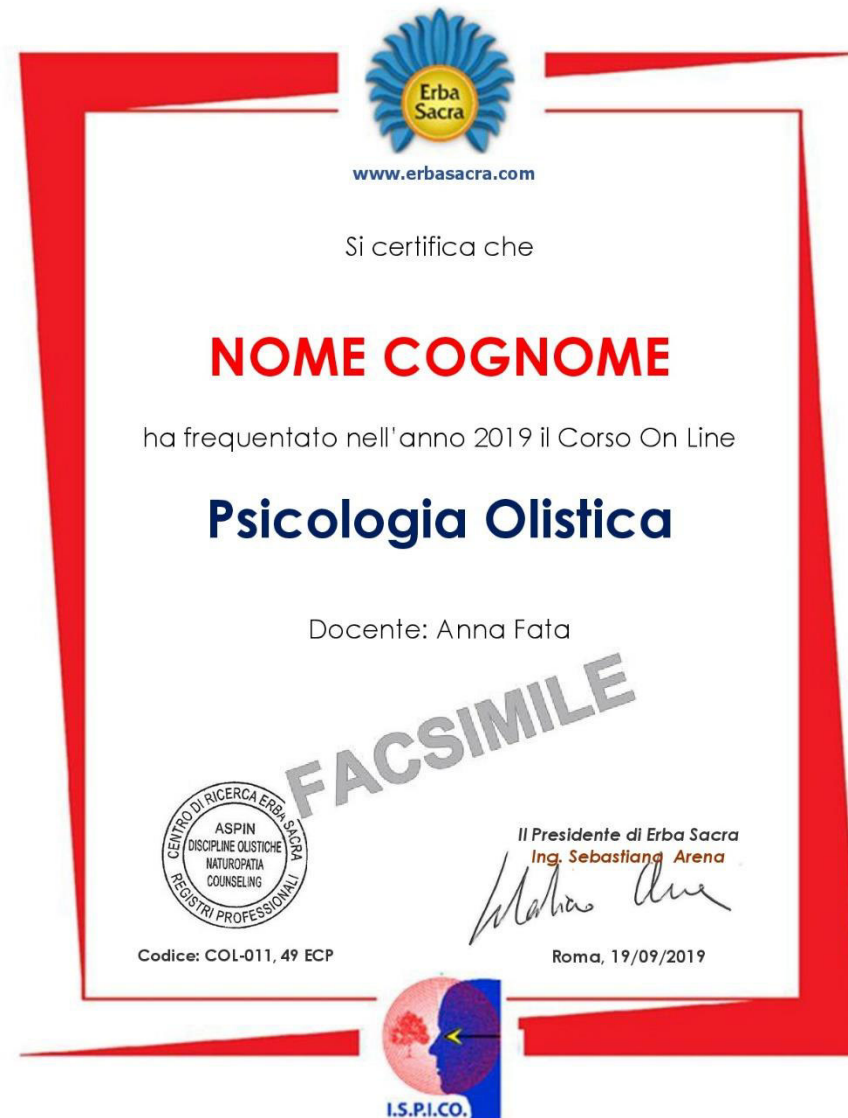 Erba
Sacra
www.erbasacra.com
Si certifica che
NOME COGNOME
ha frequentato nell'anno 2019 il Corso On Line
Psicologia Olistica
Docente: Anna Fata
FACSIMILE
CENTRO DI RICERCA ERBA SACRA
ASPIN
DISCIPLINE OLISTICHE
NATUROPATIA
COUNSELING
REGISTRI PROFESSIONALI
Il Presidente di Erba Sacra
Ing. Sebastiano Arena
Codice: COL-011, 49 ECP
Roma, 19/09/2019
I.S.P.I.CO.